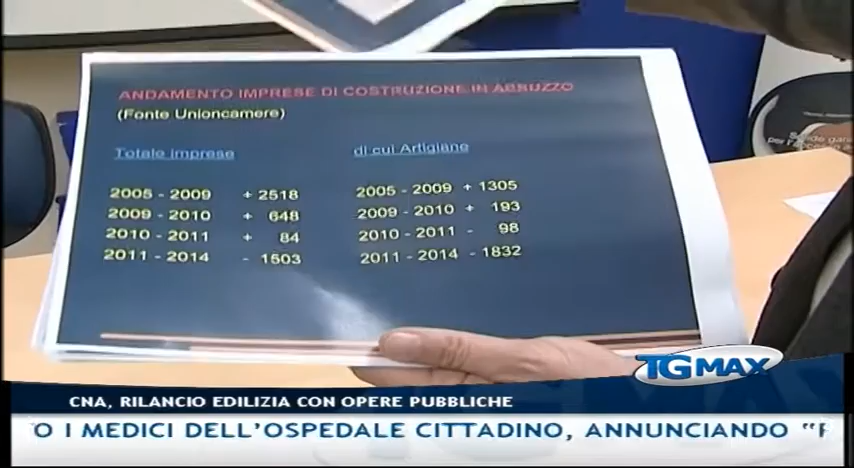 ANDAMENTO IMPRESE DI COSTRUZIONE IN ABRUZZO
(Fonte Unioncamere)
Totale imprese
di cui Artigiane
2005 - 2009 + 2518
2009 - 2010 + 648
2010 - 2011 + 84
2011 - 2014 - 1503
2005 - 2009 + 1305
2009 - 2010 + 193
2010 - 2011 - 98
2011 - 2014 - 1832
TG MAX
CNA, RILANCIO EDILIZIA CON OPERE PUBBLICHE
O I MEDICI DELL'OSPEDALE CITTADINO, ANNUNCIANDO "